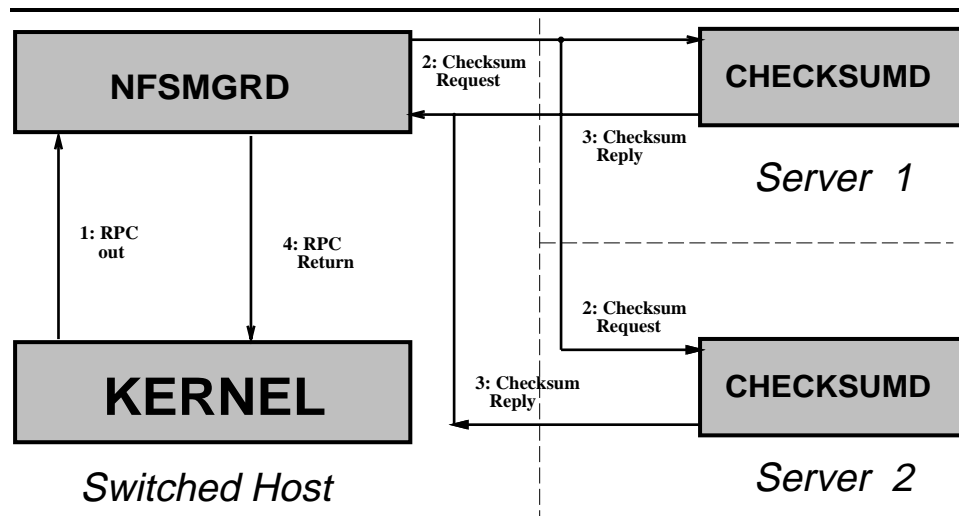 NFSMGRD
2: Checksum
Request
CHECKSUMD
3: Checksum
Reply
Server 1
1: RPC
out
4: RPC
Return
2: Checksum
Request
KERNEL
3: Checksum
Reply
CHECKSUMD
Switched Host
Server 2